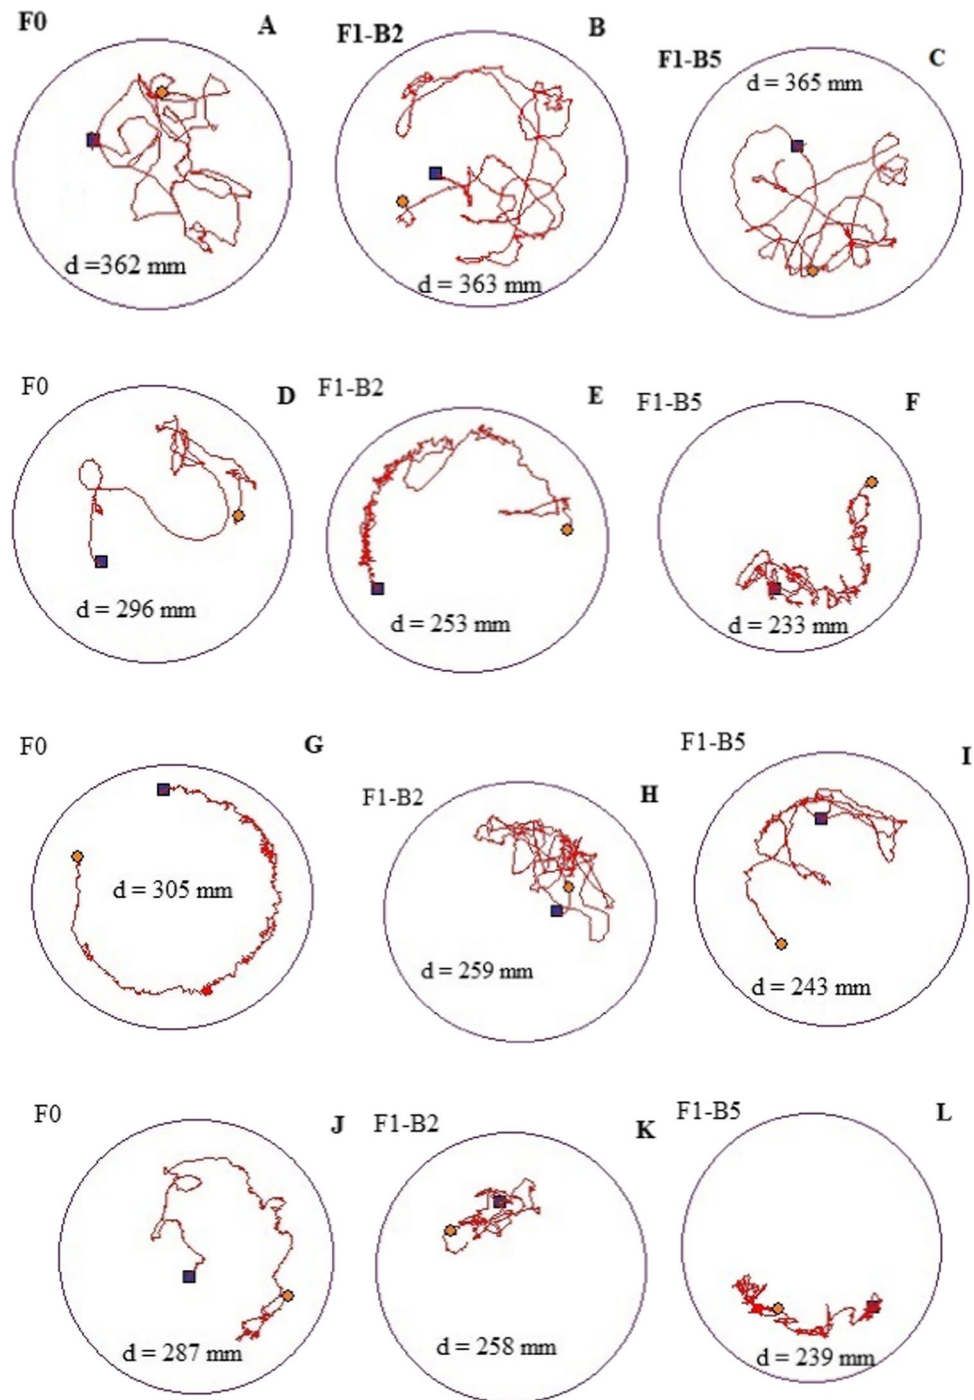 F0
A
F1-B2
B
F1-B5
C
d = 365 mm
d =362 mm
d = 363 mm
F0
D
F1-B2
E
F1-B5
F
d = 296 mm
d = 253 mm
d = 233 mm
F0
G
F1-B2
H
F1-B5
I
d = 305 mm
d = 259 mm
d = 243 mm
F0
J
F1-B2
K
F1-B5
L
d = 287 mm
d = 258 mm
d = 239 mm